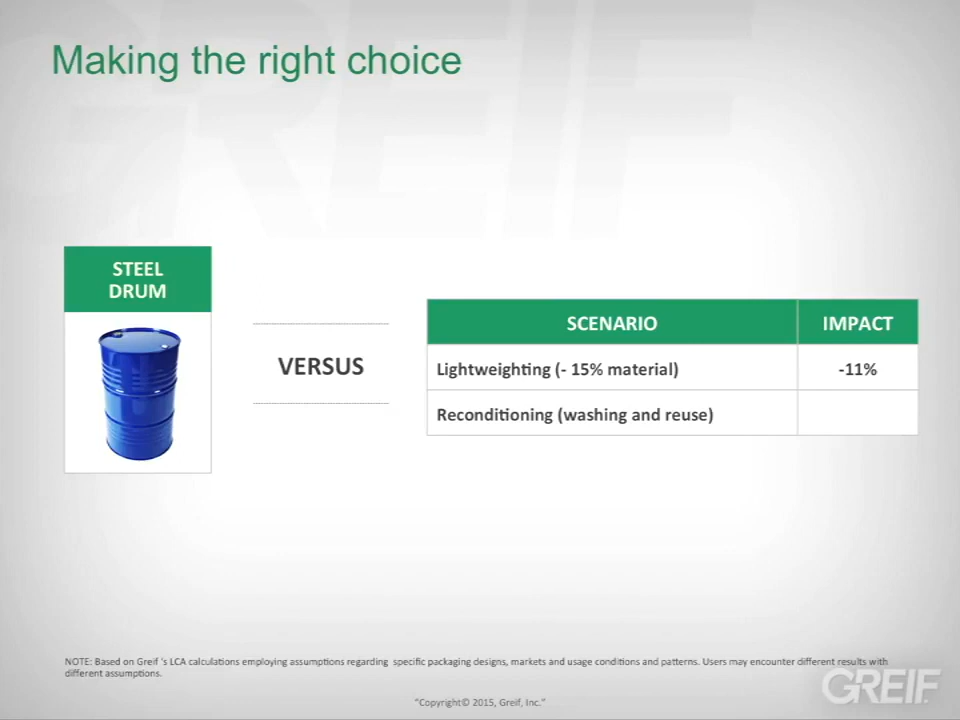 Making the right choice
STEEL
DRUM
VERSUS
SCENARIO
IMPACT
Lightweighting (- 15% material)
-11%
Reconditioning (washing and reuse)
NOTE: Based on Greif 's LCA calculations employing assumptions regarding specific packaging designs, markets and usage conditions and patterns. Users may encounter different results with
different assumptions.
"Copyright© 2015, Greif, Inc."
GREIF
GREIF